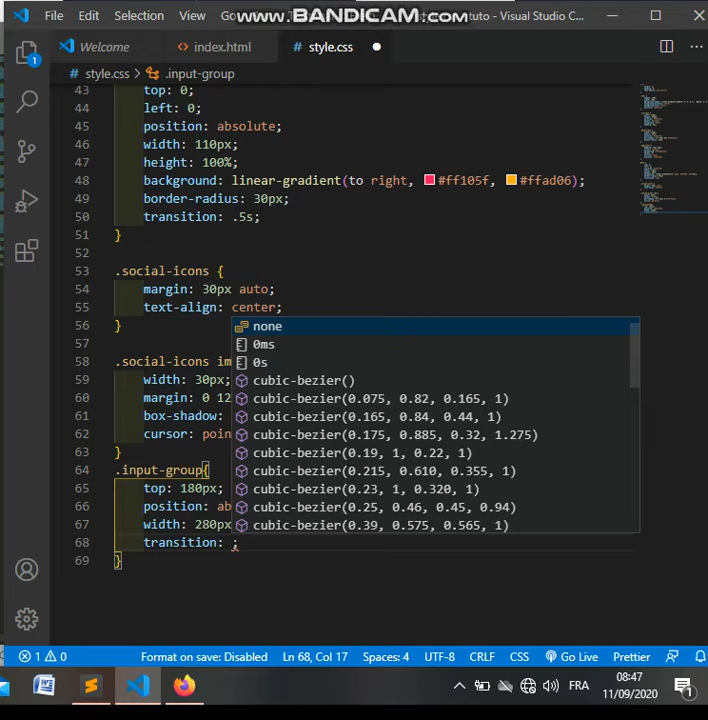 File Edit Selection View Go
www.BANDICAM.com
tuto - Visual Studio C...
Welcome index.html # style.css
# style.css > .input-group
43 top: 0;
44 left: 0;
45 position: absolute;
46 width: 110px;
47 height: 100%;
48 background: linear-gradient(to right, #ff105f, #ffad06);
49 border-radius: 30px;
50 transition: .5s;
51 }
52
53 .social-icons {
54 margin: 30px auto;
55 text-align: center;
56 }
57
58 .social-icons im
59 width: 30px;
60 margin: 0 12
61 box-shadow:
62 cursor: poin
63 }
64 .input-group{
65 top: 180px;
66 position: ab
67 width: 280px
68 transition: ;
69 }
none
0ms
0s
cubic-bezier()
cubic-bezier(0.075, 0.82, 0.165, 1)
cubic-bezier(0.165, 0.84, 0.44, 1)
cubic-bezier(0.175, 0.885, 0.32, 1.275)
cubic-bezier(0.19, 1, 0.22, 1)
cubic-bezier(0.215, 0.610, 0.355, 1)
cubic-bezier(0.23, 1, 0.320, 1)
cubic-bezier(0.25, 0.46, 0.45, 0.94)
cubic-bezier(0.39, 0.575, 0.565, 1)
1 0 Format on save: Disabled Ln 68, Col 17 Spaces: 4 UTF-8 CRLF CSS Go Live Prettier
FRA 08:47
11/09/2020 1